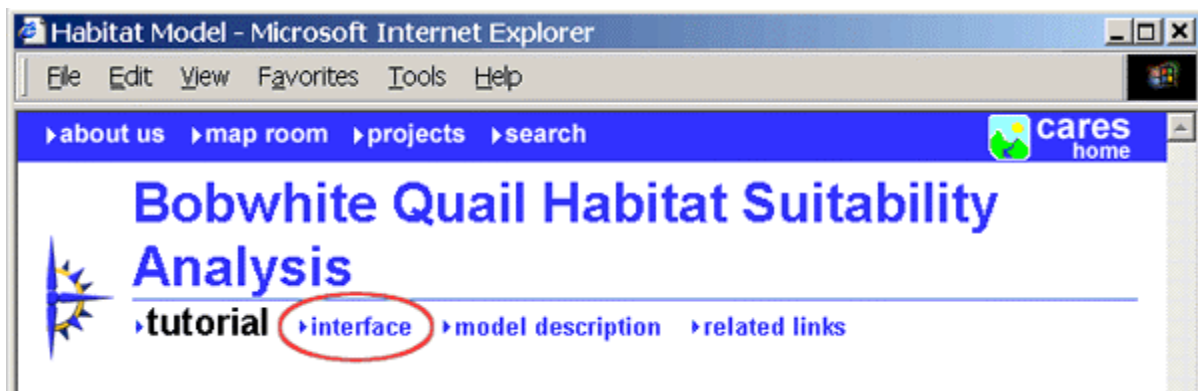 Habitat Model - Microsoft Internet Explorer
File Edit View Favorites Tools Help
about us map room projects search cares
home
Bobwhite Quail Habitat Suitability
Analysis
tutorial interface model description related links